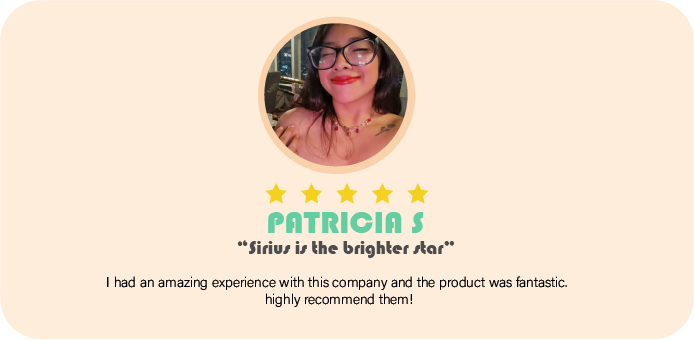 PATRICIA S
“Sirius is the brighter star”
I had an amazing experience with this company and the product was fantastic.
highly recommend them!